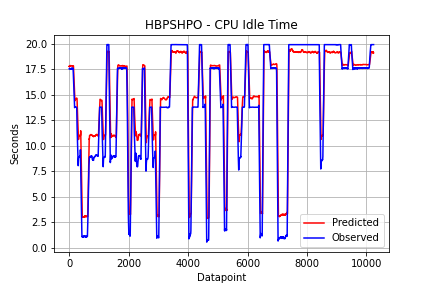 HBPSHPO - CPU Idle Time
20.0
17.5
15.0
12.5
10.0
7.5
5.0
2.5
0.0
Seconds
Predicted
Observed
0 2000 4000 6000 8000 10000
Datapoint